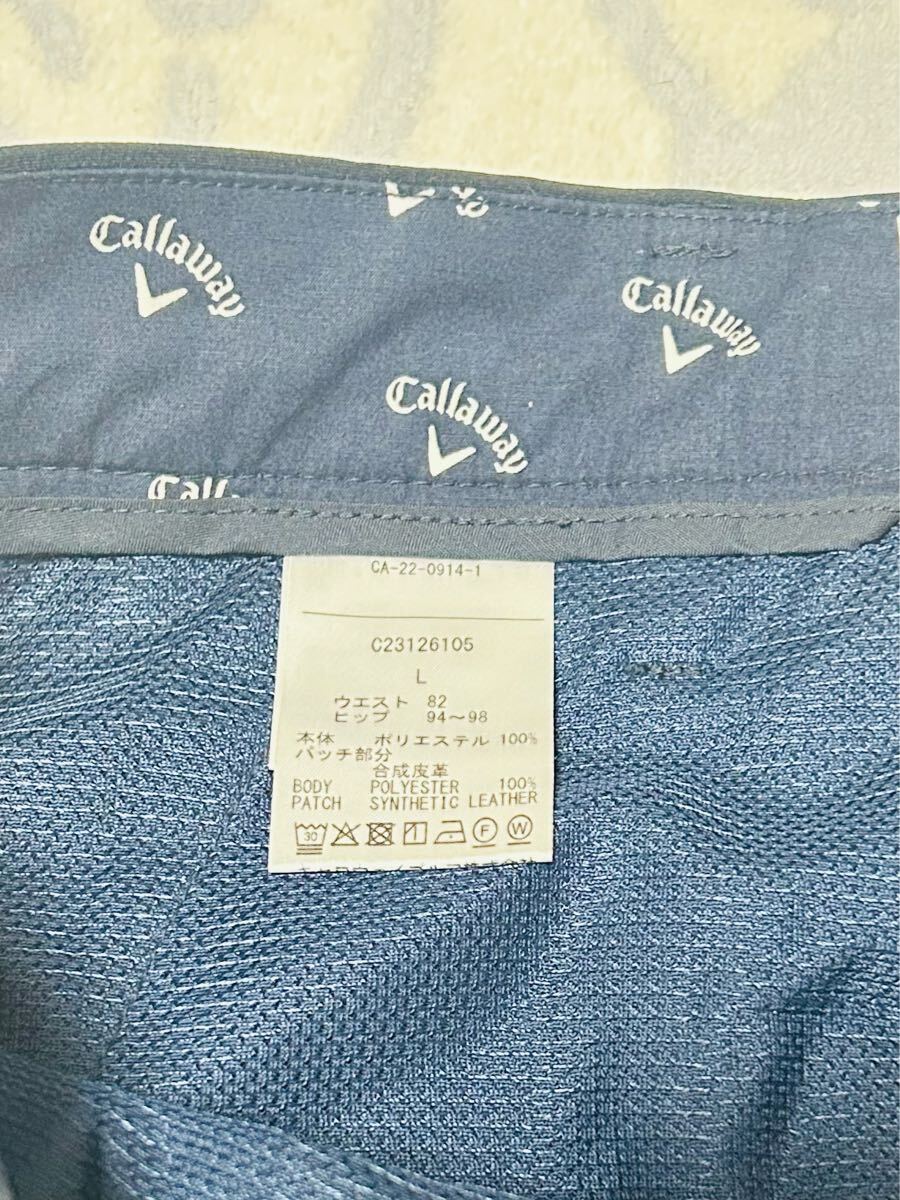 Callaway
Callaway
Callaway
CA-22-0914-1
C23126105
L
ウエスト 82
ヒップ 94～98
本体 ポリエステル 100%
パッチ部分
合成皮革
BODY POLYESTER 100%
PATCH SYNTHETIC LEATHER
30
F
W